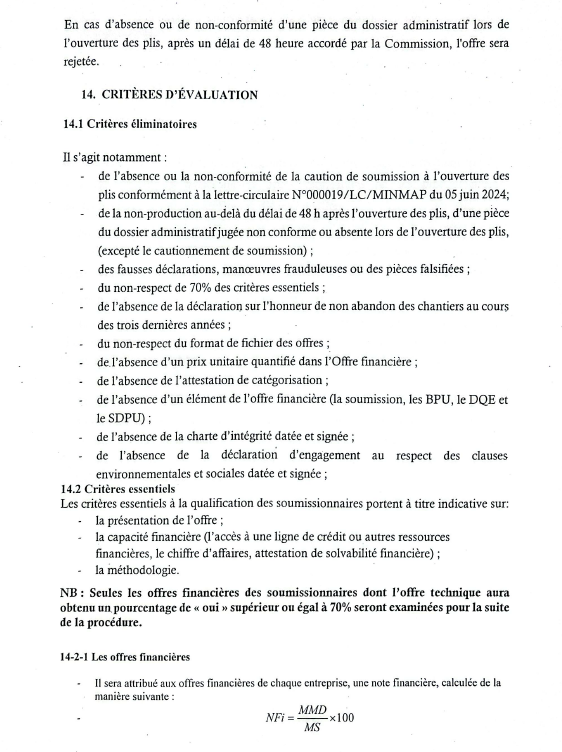 En cas d'absence ou de non-conformité d'une pièce du dossier administratif lors de
l'ouverture des plis, après un délai de 48 heure accordé par la Commission, l'offre sera
rejetée.
14. CRITÈRES D'ÉVALUATION
14.1 Critères éliminatoires
Il s'agit notamment :
- de l'absence ou la non-conformité de la caution de soumission à l'ouverture des
plis conformément à la lettre-circulaire N°000019/LC/MINMAP du 05 juin 2024;
- de la non-production au-delà du délai de 48 h après l'ouverture des plis, d'une pièce
du dossier administratif jugée non conforme ou absente lors de l'ouverture des plis,
(excepté le cautionnement de soumission) ;
- des fausses déclarations, manœuvres frauduleuses ou des pièces falsifiées ;
- du non-respect de 70% des critères essentiels ;
- de l'absence de la déclaration sur l'honneur de non abandon des chantiers au cours
des trois dernières années ;
- du non-respect du format de fichier des offres ;
- de l'absence d'un prix unitaire quantifié dans l'Offre financière ;
- de l'absence de l'attestation de catégorisation ;
- de l'absence d'un élément de l'offre financière (la soumission, les BPU, le DQE et
le SDPU) ;
- de l'absence de la charte d'intégrité datée et signée ;
- de l'absence de la déclaration d'engagement au respect des clauses
environnementales et sociales datée et signée ;
14.2 Critères essentiels
Les critères essentiels à la qualification des soumissionnaires portent à titre indicative sur:
- la présentation de l'offre ;
- la capacité financière (l'accès à une ligne de crédit ou autres ressources
financières, le chiffre d'affaires, attestation de solvabilité financière) ;
- la méthodologie.
NB : Seules les offres financières des soumissionnaires dont l'offre technique aura
obtenu un pourcentage de « oui » supérieur ou égal à 70% seront examinées pour la suite
de la procédure.
14-2-1 Les offres financières
- Il sera attribué aux offres financières de chaque entreprise, une note financière, calculée de la
manière suivante :
- NFi = MMD/MS ×100